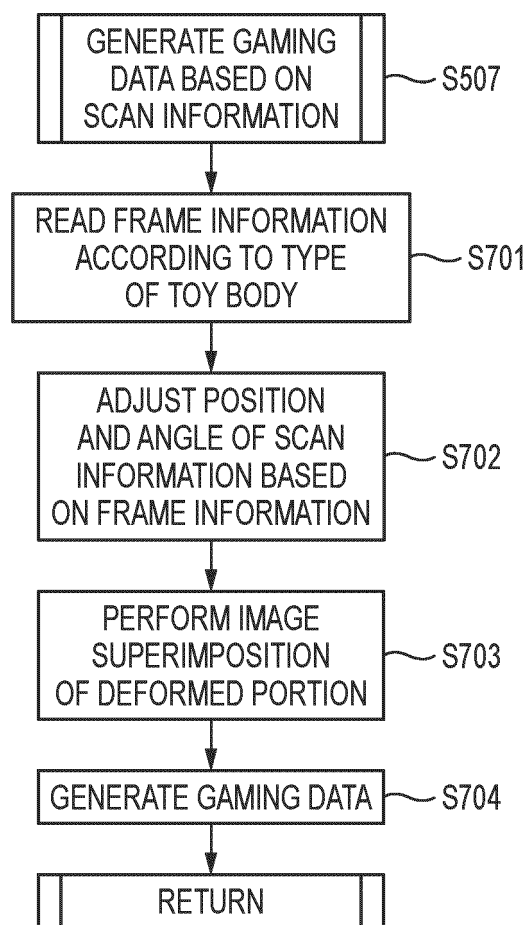 GENERATE GAMING
DATA BASED ON
SCAN INFORMATION
S507
READ FRAME INFORMATION
ACCORDING TO TYPE
OF TOY BODY
S701
ADJUST POSITION
AND ANGLE OF SCAN
INFORMATION BASED
ON FRAME INFORMATION
S702
PERFORM IMAGE
SUPERIMPOSITION
OF DEFORMED PORTION
S703
GENERATE GAMING DATA
S704
RETURN